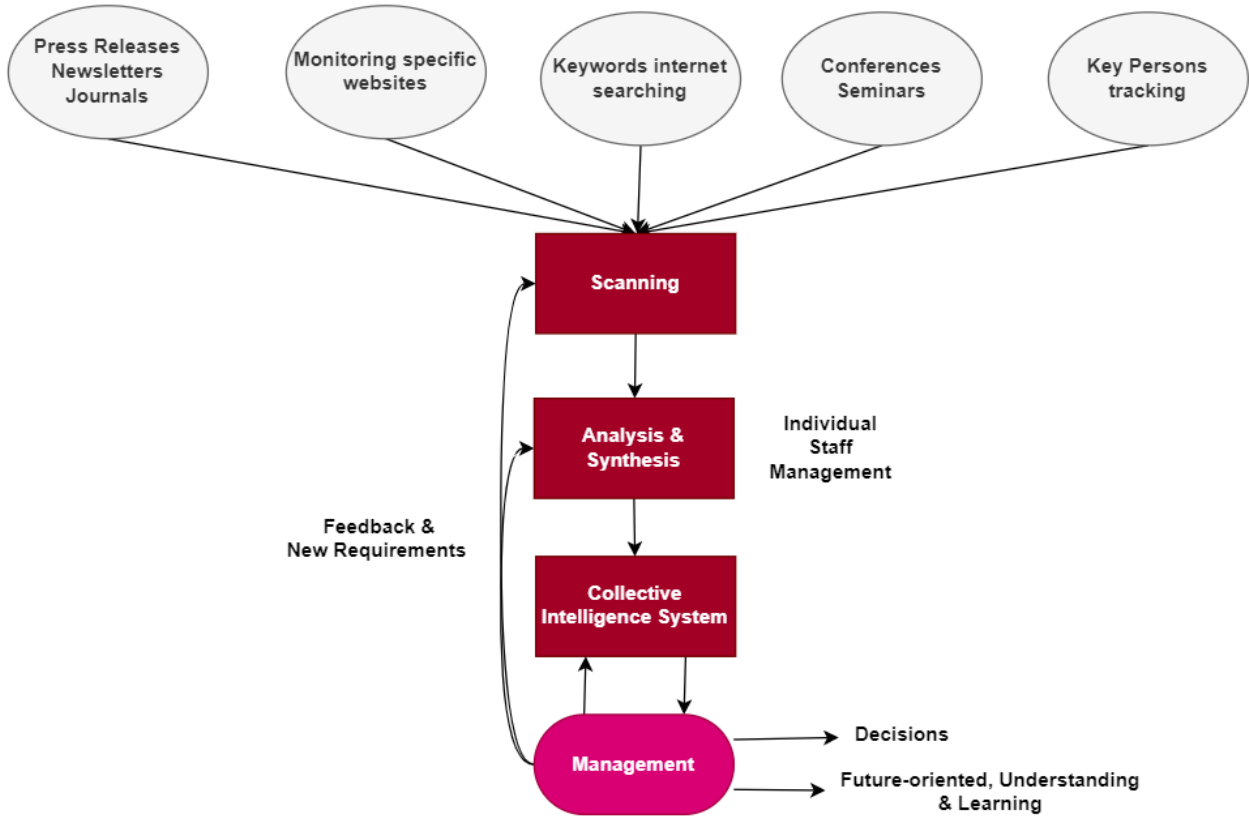 Press Releases
Newsletters
Journals
Monitoring specific
websites
Keywords internet
searching
Conferences
Seminars
Key Persons
tracking
Scanning
Analysis &
Synthesis
Individual
Staff
Management
Feedback &
New Requirements
Collective
Intelligence System
Management
Decisions
Future-oriented, Understanding
& Learning